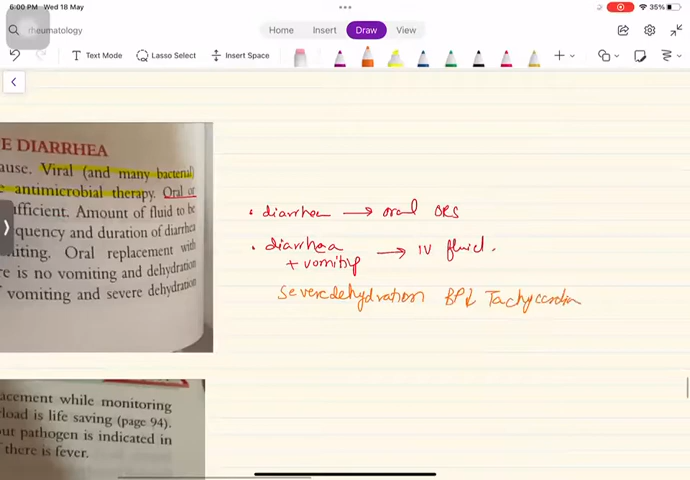 6:00 PM Wed 18 May
35%
rheumatology
Home Insert Draw View
Text Mode Lasso Select Insert Space
E DIARRHEA
ause. Viral (and many bacterial)
antimicrobial therapy. Oral or
ufficient. Amount of fluid to be
quency and duration of diarrhea
miting. Oral replacement with
re is no vomiting and dehydration
vomiting and severe dehydration
• diarrhea → oral ORS
• diarrhea → IV fluid.
+ vomiting
severe dehydration BP↓ Tachycardia
acement while monitoring
load is life saving (page 94).
ut pathogen is indicated in
there is fever.